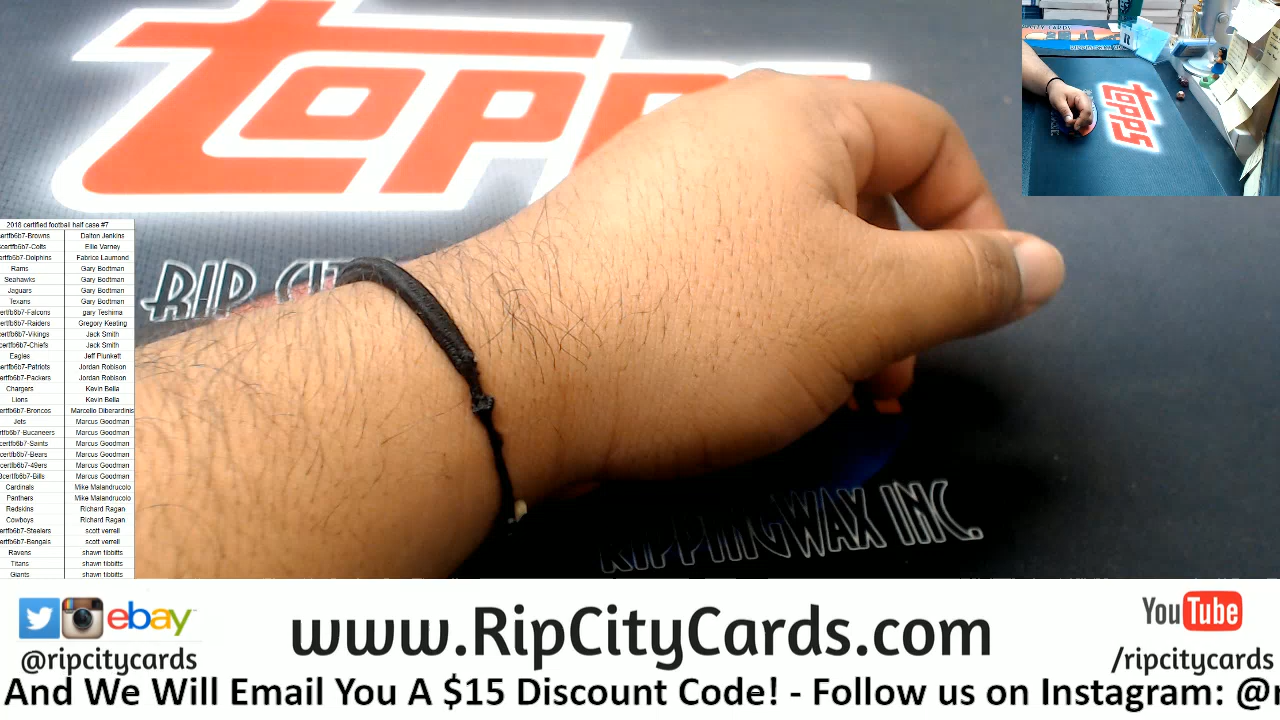 Topps
RIP CITY
RIPPINGWAX INC.
TOPPS
2018 certified football half case #7
certfb6b7-Browns Dalton Jenkins
certfb6b7-Colts Ellie Varney
ertfb6b7-Dolphins Fabrice Laumond
Rams Gary Bodtman
Seahawks Gary Bodtman
Jaguars Gary Bodtman
Texans Gary Bodtman
ertfb6b7-Falcons gary Teshima
ertfb6b7-Raiders Gregory Keating
certfb6b7-Vikings Jack Smith
certfb6b7-Chiefs Jack Smith
Eagles Jeff Plunkett
ertfb6b7-Patriots Jordan Robison
ertfb6b7-Packers Jordan Robison
Chargers Kevin Bella
Lions Kevin Bella
ertfb6b7-Broncos Marcello Diberardinis
Jets Marcus Goodman
rtfb6b7-Bucaneers Marcus Goodman
certfb6b7-Saints Marcus Goodman
certfb6b7-Bears Marcus Goodman
certfb6b7-49ers Marcus Goodman
3certfb6b7-Bills Marcus Goodman
Cardinals Mike Malandrucolo
Panthers Mike Malandrucolo
Redskins Richard Ragan
Cowboys Richard Ragan
ertfb6b7-Steelers scott verrell
ertfb6b7-Bengals scott verrell
Ravens shawn tibbitts
Titans shawn tibbitts
Giants shawn tibbitts
ebay
@ripcitycards
www.RipCityCards.com
YouTube
/ripcitycards
And We Will Email You A $15 Discount Code! - Follow us on Instagram: @r